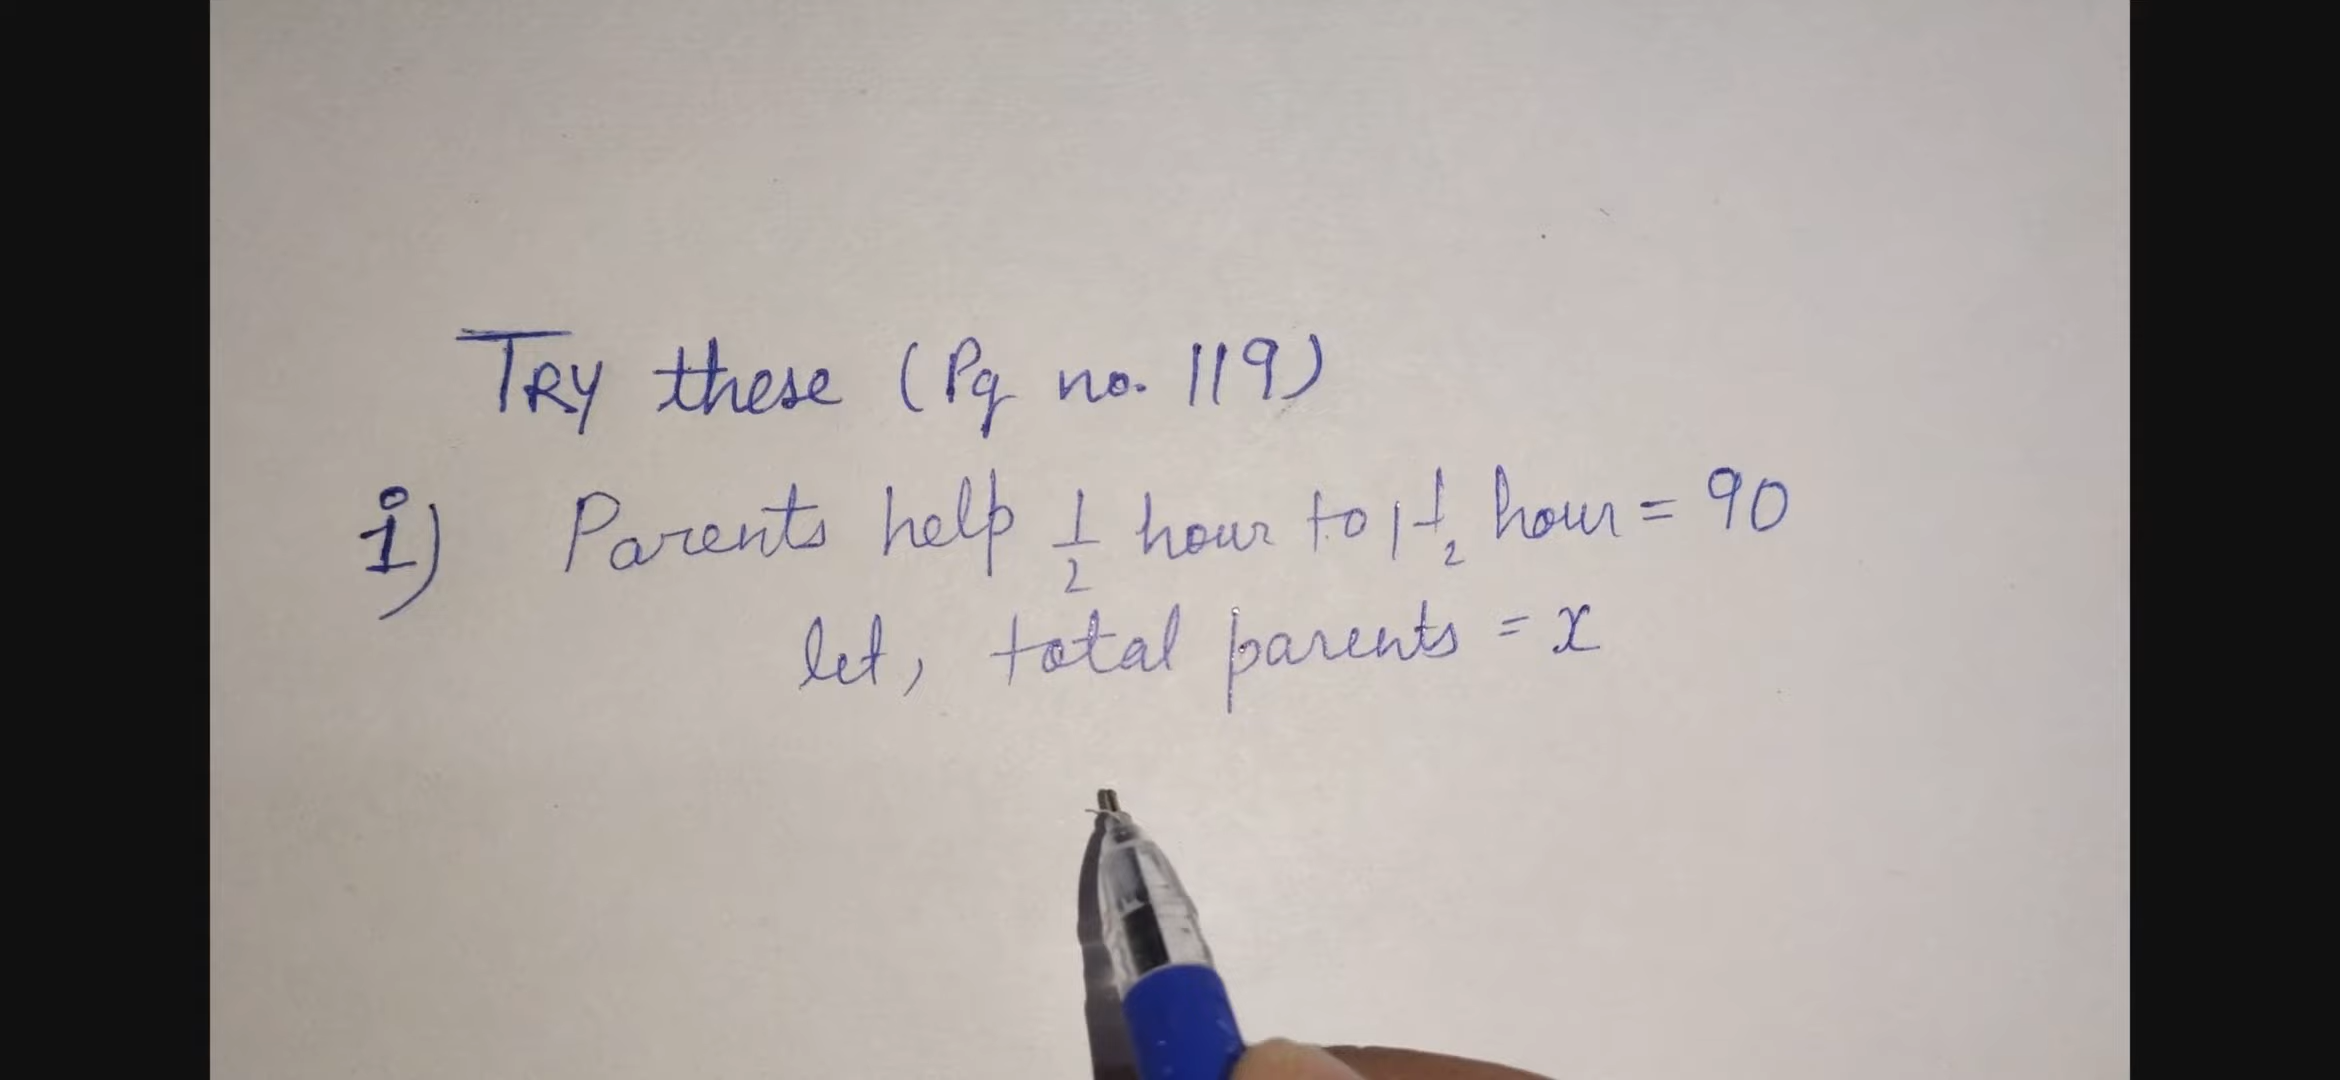 TRY these (Pg no. 119)
i) Parents help 1/2 hour to 1 1/2 hour = 90
let, total parents = x